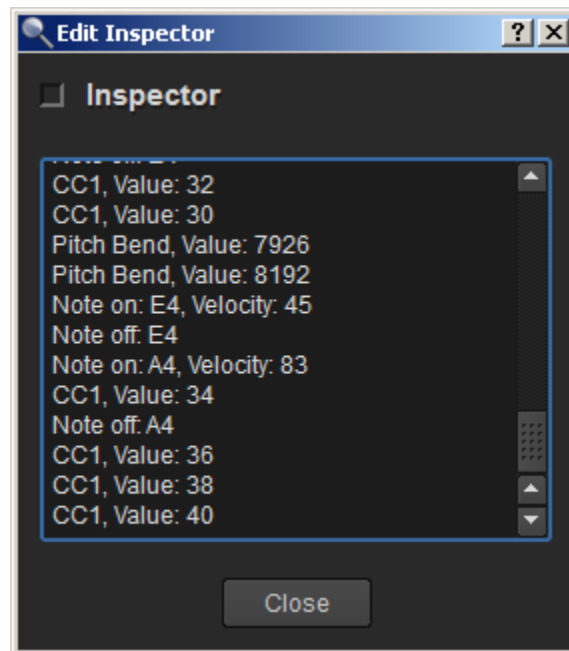 Edit Inspector
Inspector
CC1, Value: 32
CC1, Value: 30
Pitch Bend, Value: 7926
Pitch Bend, Value: 8192
Note on: E4, Velocity: 45
Note off: E4
Note on: A4, Velocity: 83
CC1, Value: 34
Note off: A4
CC1, Value: 36
CC1, Value: 38
CC1, Value: 40
Close